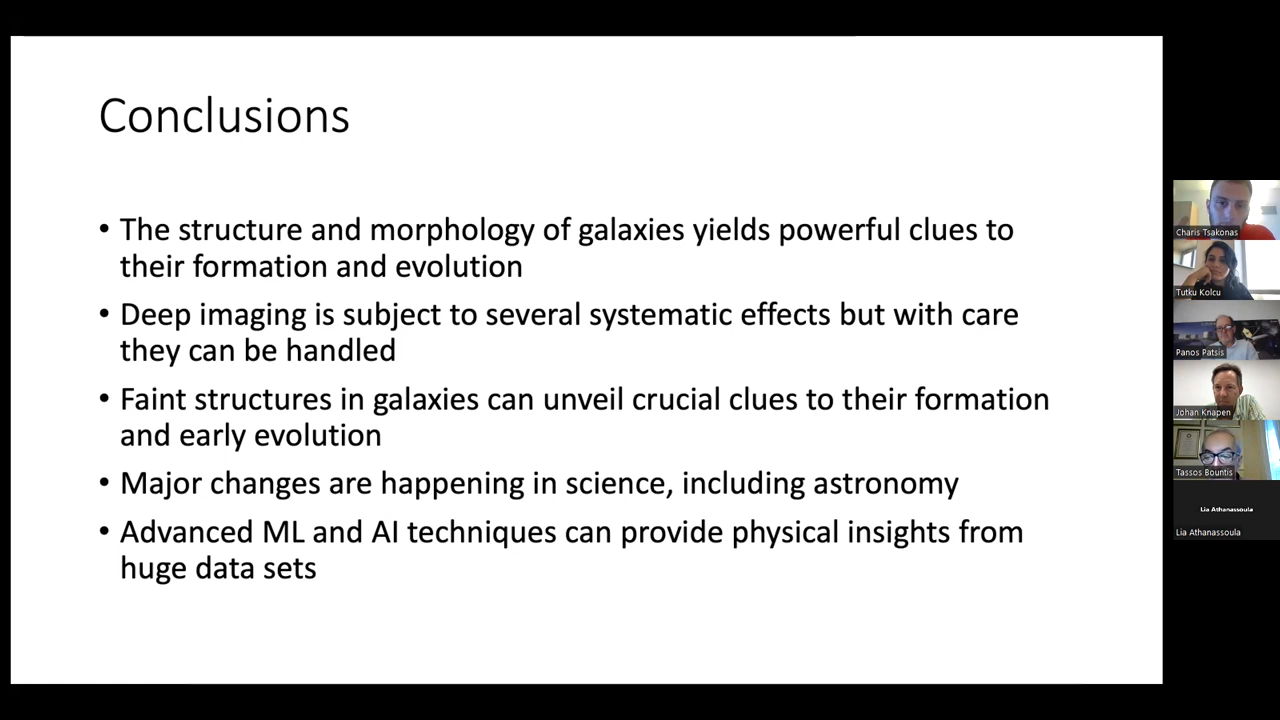 Conclusions
• The structure and morphology of galaxies yields powerful clues to
their formation and evolution
• Deep imaging is subject to several systematic effects but with care
they can be handled
• Faint structures in galaxies can unveil crucial clues to their formation
and early evolution
• Major changes are happening in science, including astronomy
• Advanced ML and AI techniques can provide physical insights from
huge data sets
Charis Tsakonas
Tutku Kolcu
Panos Patsis
Johan Knapen
Tassos Bountis
Lia Athanassoula
Lia Athanassoula